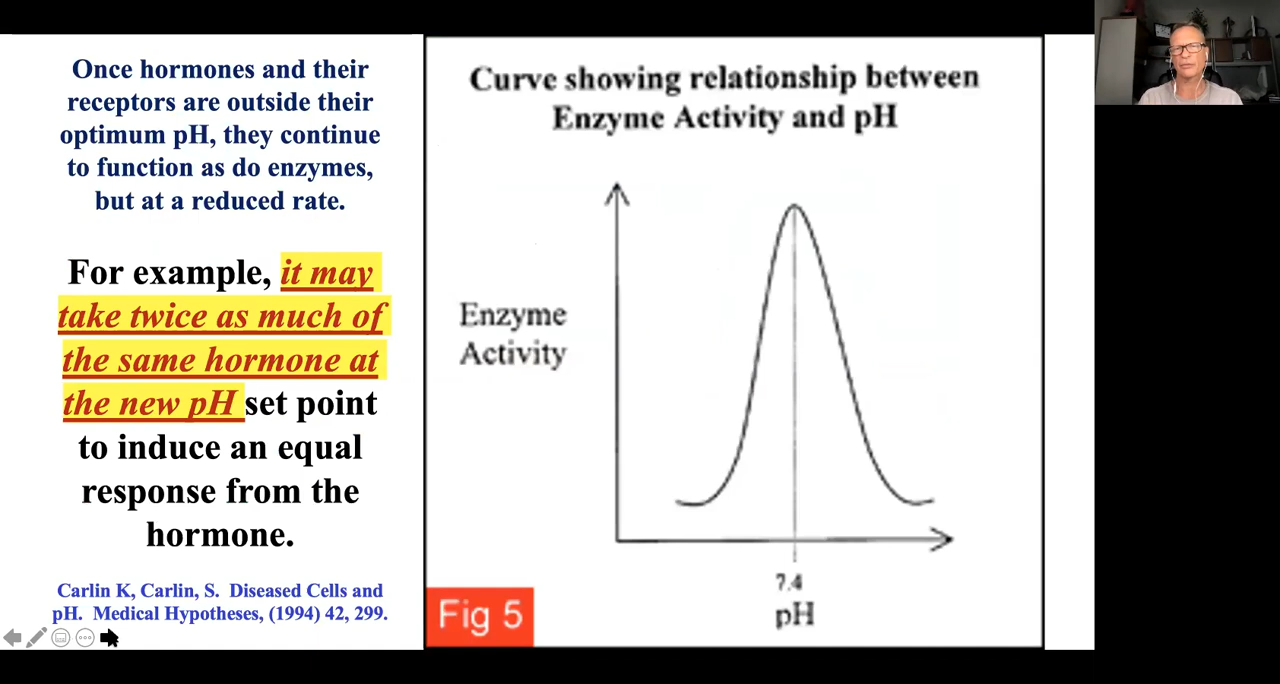 Once hormones and their
receptors are outside their
optimum pH, they continue
to function as do enzymes,
but at a reduced rate.
For example, it may
take twice as much of
the same hormone at
the new pH set point
to induce an equal
response from the
hormone.
Carlin K, Carlin, S. Diseased Cells and
pH. Medical Hypotheses, (1994) 42, 299.
Curve showing relationship between
Enzyme Activity and pH
Enzyme
Activity
7.4
pH
Fig 5